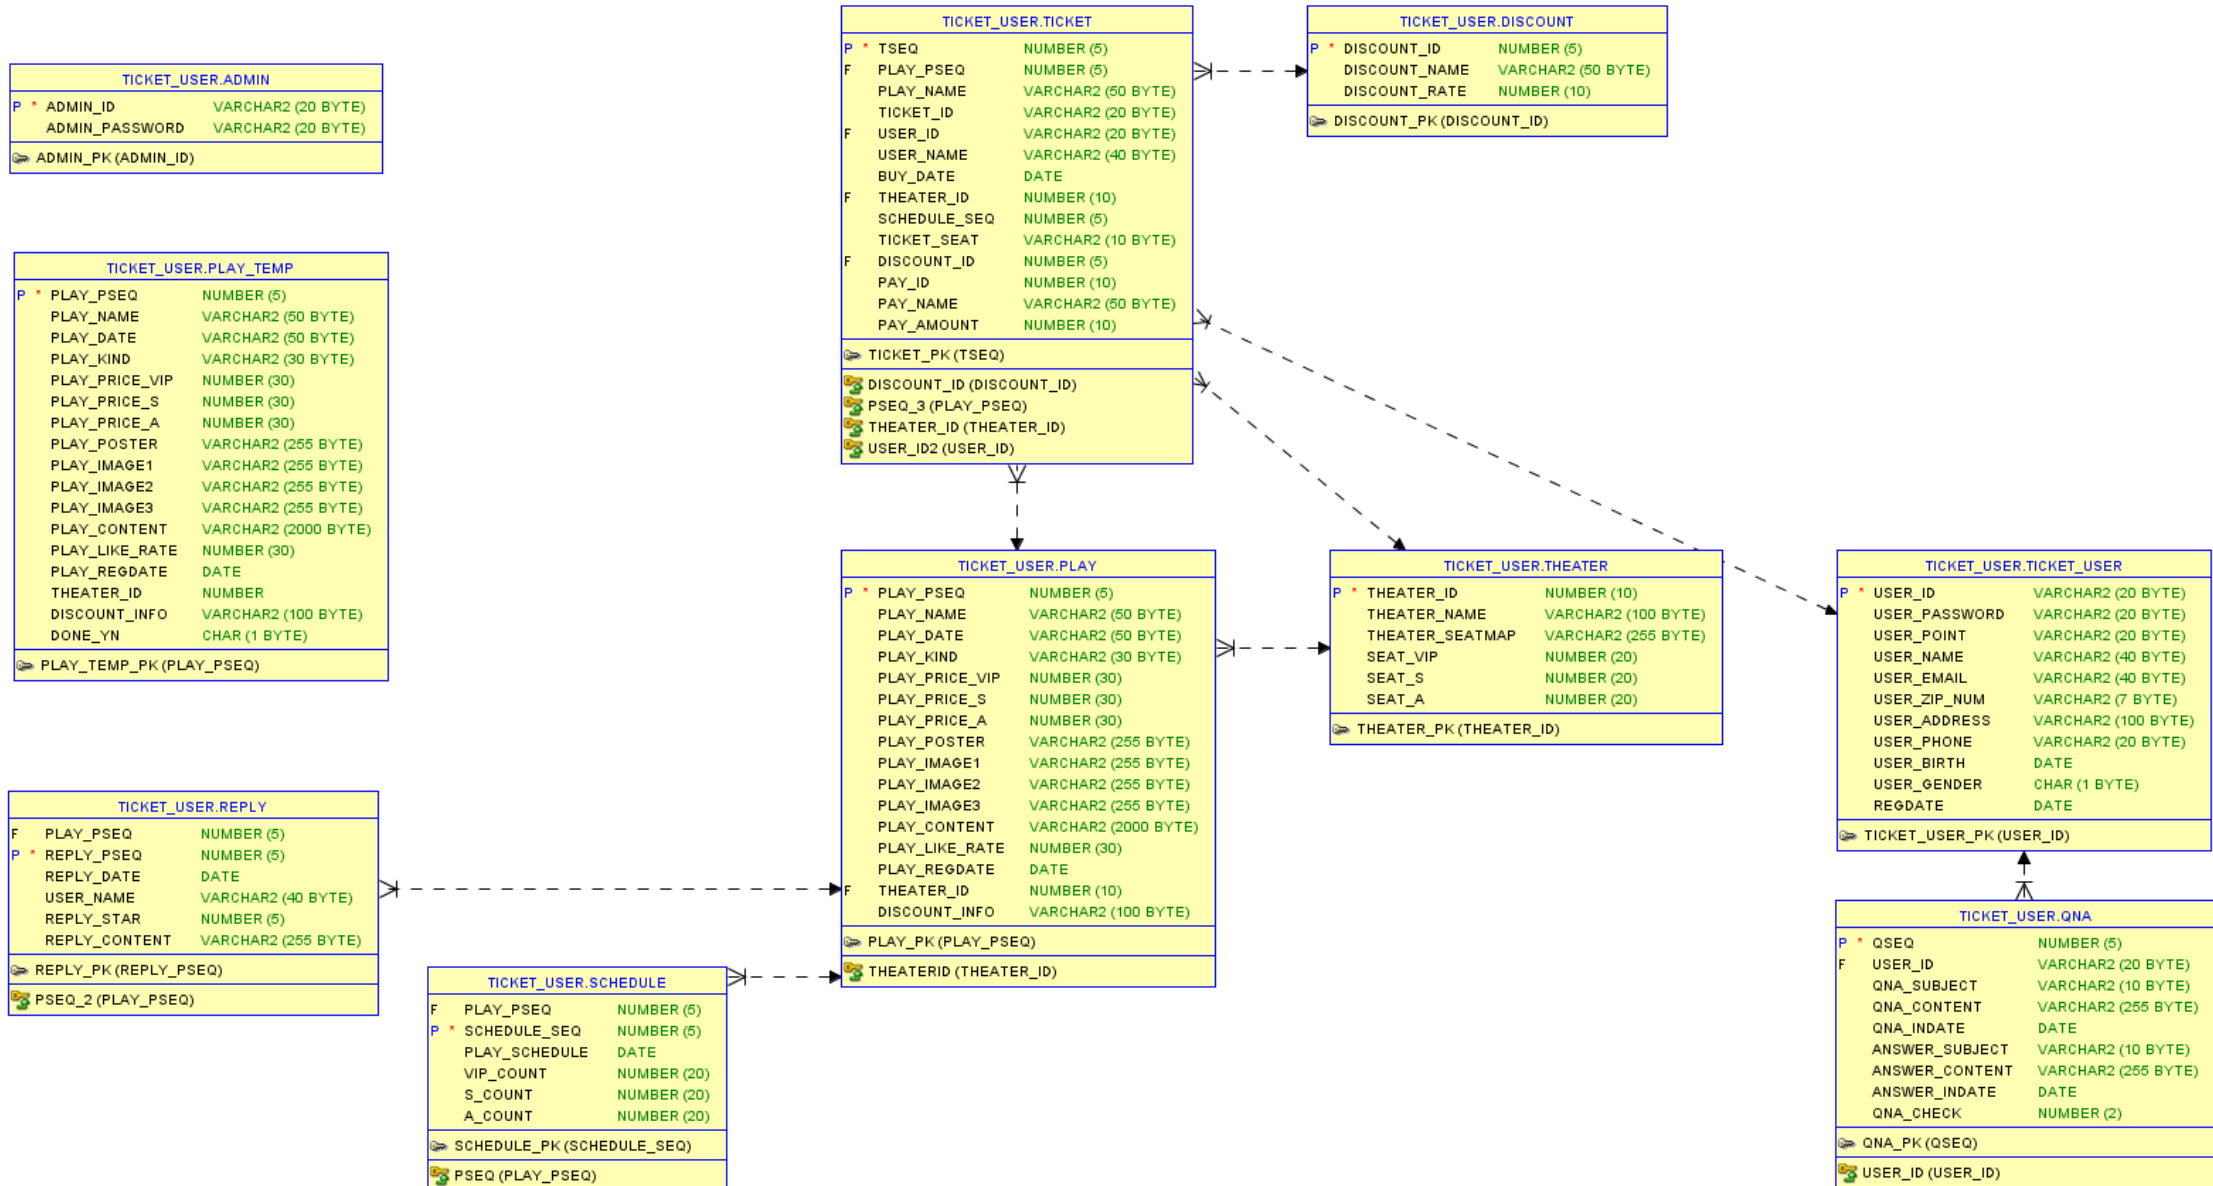 TICKET_USER.ADMIN
P * ADMIN_ID VARCHAR2 (20 BYTE)
ADMIN_PASSWORD VARCHAR2 (20 BYTE)
ADMIN_PK (ADMIN_ID)
TICKET_USER.PLAY_TEMP
P * PLAY_PSEQ NUMBER (5)
PLAY_NAME VARCHAR2 (50 BYTE)
PLAY_DATE VARCHAR2 (50 BYTE)
PLAY_KIND VARCHAR2 (30 BYTE)
PLAY_PRICE_VIP NUMBER (30)
PLAY_PRICE_S NUMBER (30)
PLAY_PRICE_A NUMBER (30)
PLAY_POSTER VARCHAR2 (255 BYTE)
PLAY_IMAGE1 VARCHAR2 (255 BYTE)
PLAY_IMAGE2 VARCHAR2 (255 BYTE)
PLAY_IMAGE3 VARCHAR2 (255 BYTE)
PLAY_CONTENT VARCHAR2 (2000 BYTE)
PLAY_LIKE_RATE NUMBER (30)
PLAY_REGDATE DATE
THEATER_ID NUMBER
DISCOUNT_INFO VARCHAR2 (100 BYTE)
DONE_YN CHAR (1 BYTE)
PLAY_TEMP_PK (PLAY_PSEQ)
TICKET_USER.REPLY
F PLAY_PSEQ NUMBER (5)
P * REPLY_PSEQ NUMBER (5)
REPLY_DATE DATE
USER_NAME VARCHAR2 (40 BYTE)
REPLY_STAR NUMBER (5)
REPLY_CONTENT VARCHAR2 (255 BYTE)
REPLY_PK (REPLY_PSEQ)
PSEQ_2 (PLAY_PSEQ)
TICKET_USER.SCHEDULE
F PLAY_PSEQ NUMBER (5)
P * SCHEDULE_SEQ NUMBER (5)
PLAY_SCHEDULE DATE
VIP_COUNT NUMBER (20)
S_COUNT NUMBER (20)
A_COUNT NUMBER (20)
SCHEDULE_PK (SCHEDULE_SEQ)
PSEQ (PLAY_PSEQ)
TICKET_USER.TICKET
P * TSEQ NUMBER (5)
F PLAY_PSEQ NUMBER (5)
PLAY_NAME VARCHAR2 (50 BYTE)
TICKET_ID VARCHAR2 (20 BYTE)
F USER_ID VARCHAR2 (20 BYTE)
USER_NAME VARCHAR2 (40 BYTE)
BUY_DATE DATE
F THEATER_ID NUMBER (10)
SCHEDULE_SEQ NUMBER (5)
TICKET_SEAT VARCHAR2 (10 BYTE)
F DISCOUNT_ID NUMBER (5)
PAY_ID NUMBER (10)
PAY_NAME VARCHAR2 (50 BYTE)
PAY_AMOUNT NUMBER (10)
TICKET_PK (TSEQ)
DISCOUNT_ID (DISCOUNT_ID)
PSEQ_3 (PLAY_PSEQ)
THEATER_ID (THEATER_ID)
USER_ID2 (USER_ID)
TICKET_USER.DISCOUNT
P * DISCOUNT_ID NUMBER (5)
DISCOUNT_NAME VARCHAR2 (50 BYTE)
DISCOUNT_RATE NUMBER (10)
DISCOUNT_PK (DISCOUNT_ID)
TICKET_USER.PLAY
P * PLAY_PSEQ NUMBER (5)
PLAY_NAME VARCHAR2 (50 BYTE)
PLAY_DATE VARCHAR2 (50 BYTE)
PLAY_KIND VARCHAR2 (30 BYTE)
PLAY_PRICE_VIP NUMBER (30)
PLAY_PRICE_S NUMBER (30)
PLAY_PRICE_A NUMBER (30)
PLAY_POSTER VARCHAR2 (255 BYTE)
PLAY_IMAGE1 VARCHAR2 (255 BYTE)
PLAY_IMAGE2 VARCHAR2 (255 BYTE)
PLAY_IMAGE3 VARCHAR2 (255 BYTE)
PLAY_CONTENT VARCHAR2 (2000 BYTE)
PLAY_LIKE_RATE NUMBER (30)
PLAY_REGDATE DATE
F THEATER_ID NUMBER (10)
DISCOUNT_INFO VARCHAR2 (100 BYTE)
PLAY_PK (PLAY_PSEQ)
THEATERID (THEATER_ID)
TICKET_USER.THEATER
P * THEATER_ID NUMBER (10)
THEATER_NAME VARCHAR2 (100 BYTE)
THEATER_SEATMAP VARCHAR2 (255 BYTE)
SEAT_VIP NUMBER (20)
SEAT_S NUMBER (20)
SEAT_A NUMBER (20)
THEATER_PK (THEATER_ID)
TICKET_USER.TICKET_USER
P * USER_ID VARCHAR2 (20 BYTE)
USER_PASSWORD VARCHAR2 (20 BYTE)
USER_POINT VARCHAR2 (20 BYTE)
USER_NAME VARCHAR2 (40 BYTE)
USER_EMAIL VARCHAR2 (40 BYTE)
USER_ZIP_NUM VARCHAR2 (7 BYTE)
USER_ADDRESS VARCHAR2 (100 BYTE)
USER_PHONE VARCHAR2 (20 BYTE)
USER_BIRTH DATE
USER_GENDER CHAR (1 BYTE)
REGDATE DATE
TICKET_USER_PK (USER_ID)
TICKET_USER.QNA
P * QSEQ NUMBER (5)
F USER_ID VARCHAR2 (20 BYTE)
QNA_SUBJECT VARCHAR2 (10 BYTE)
QNA_CONTENT VARCHAR2 (255 BYTE)
QNA_INDATE DATE
ANSWER_SUBJECT VARCHAR2 (10 BYTE)
ANSWER_CONTENT VARCHAR2 (255 BYTE)
ANSWER_INDATE DATE
QNA_CHECK NUMBER (2)
QNA_PK (QSEQ)
USER_ID (USER_ID)